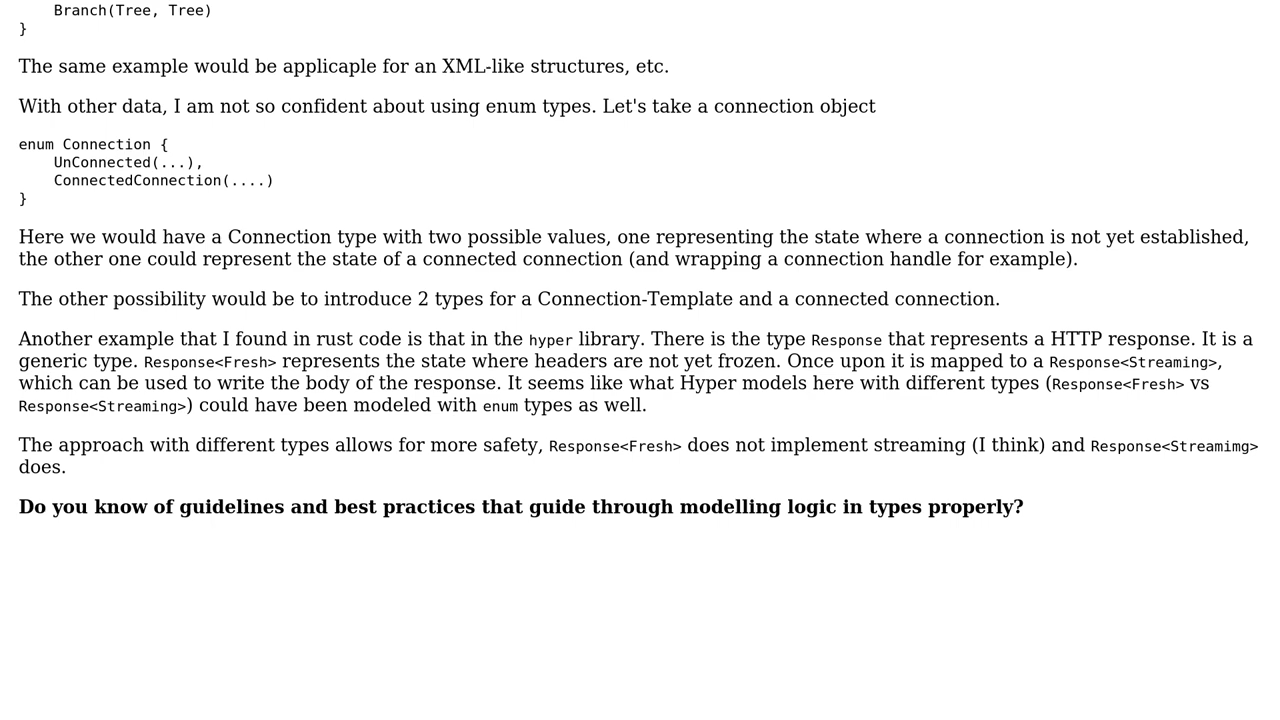 Branch(Tree, Tree)
}
The same example would be applicaple for an XML-like structures, etc.
With other data, I am not so confident about using enum types. Let's take a connection object
enum Connection {
    UnConnected(...),
    ConnectedConnection(....)
}
Here we would have a Connection type with two possible values, one representing the state where a connection is not yet established,
the other one could represent the state of a connected connection (and wrapping a connection handle for example).
The other possibility would be to introduce 2 types for a Connection-Template and a connected connection.
Another example that I found in rust code is that in the hyper library. There is the type Response that represents a HTTP response. It is a
generic type. Response<Fresh> represents the state where headers are not yet frozen. Once upon it is mapped to a Response<Streaming>,
which can be used to write the body of the response. It seems like what Hyper models here with different types (Response<Fresh> vs
Response<Streaming>) could have been modeled with enum types as well.
The approach with different types allows for more safety, Response<Fresh> does not implement streaming (I think) and Response<Streamimg>
does.
Do you know of guidelines and best practices that guide through modelling logic in types properly?